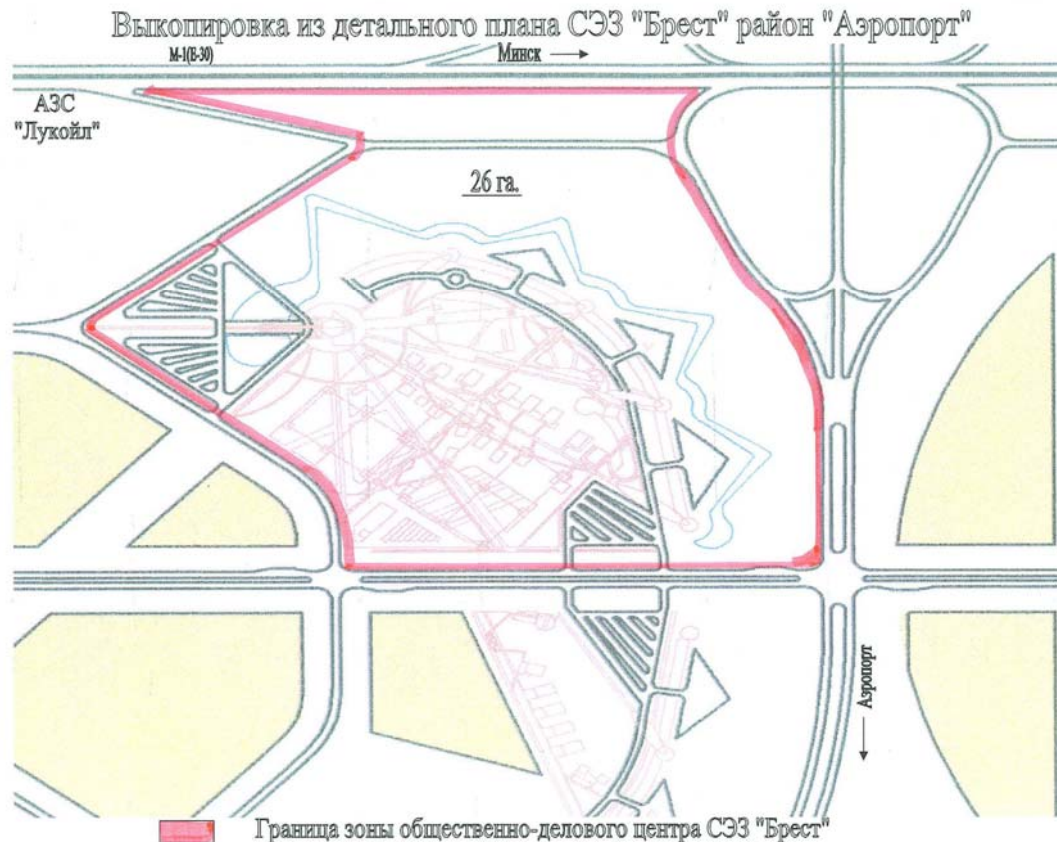 Выкопировка из детального плана СЭЗ "Брест" район "Аэропорт"
М-1(Е-30)
Минск
АЗС
"Лукойл"
26 га.
Аэропорт
Граница зоны общественно-делового центра СЭЗ "Брест"